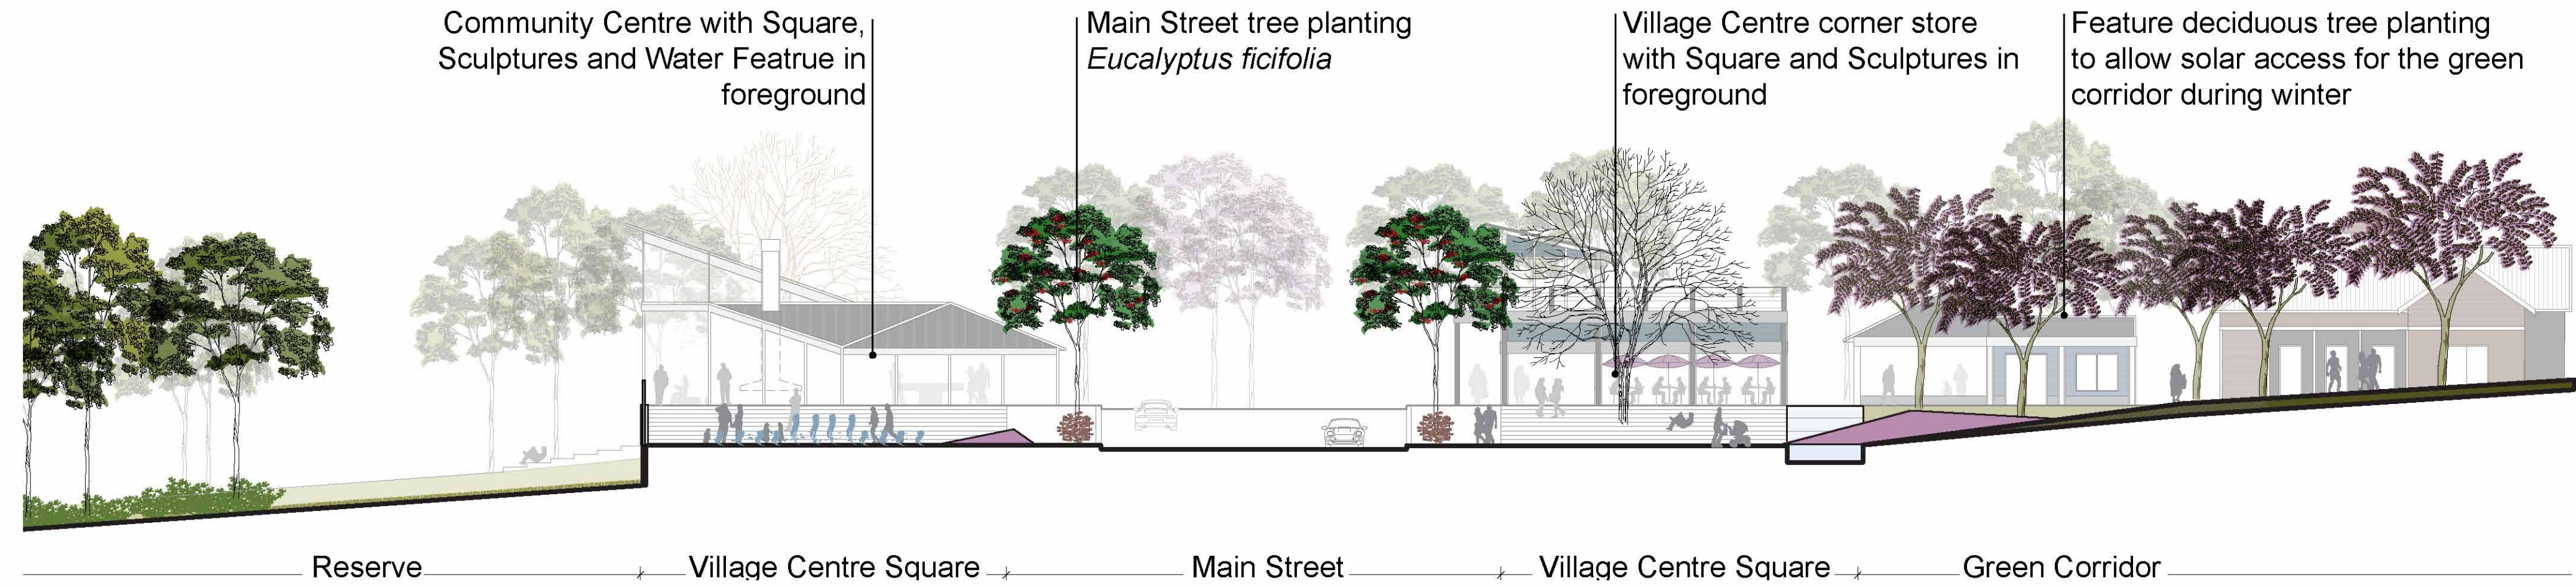 Community Centre with Square,
Sculptures and Water Featrue in
foreground
Main Street tree planting
Eucalyptus ficifolia
Village Centre corner store
with Square and Sculptures in
foreground
Feature deciduous tree planting
to allow solar access for the green
corridor during winter
Reserve
Village Centre Square
Main Street
Village Centre Square
Green Corridor